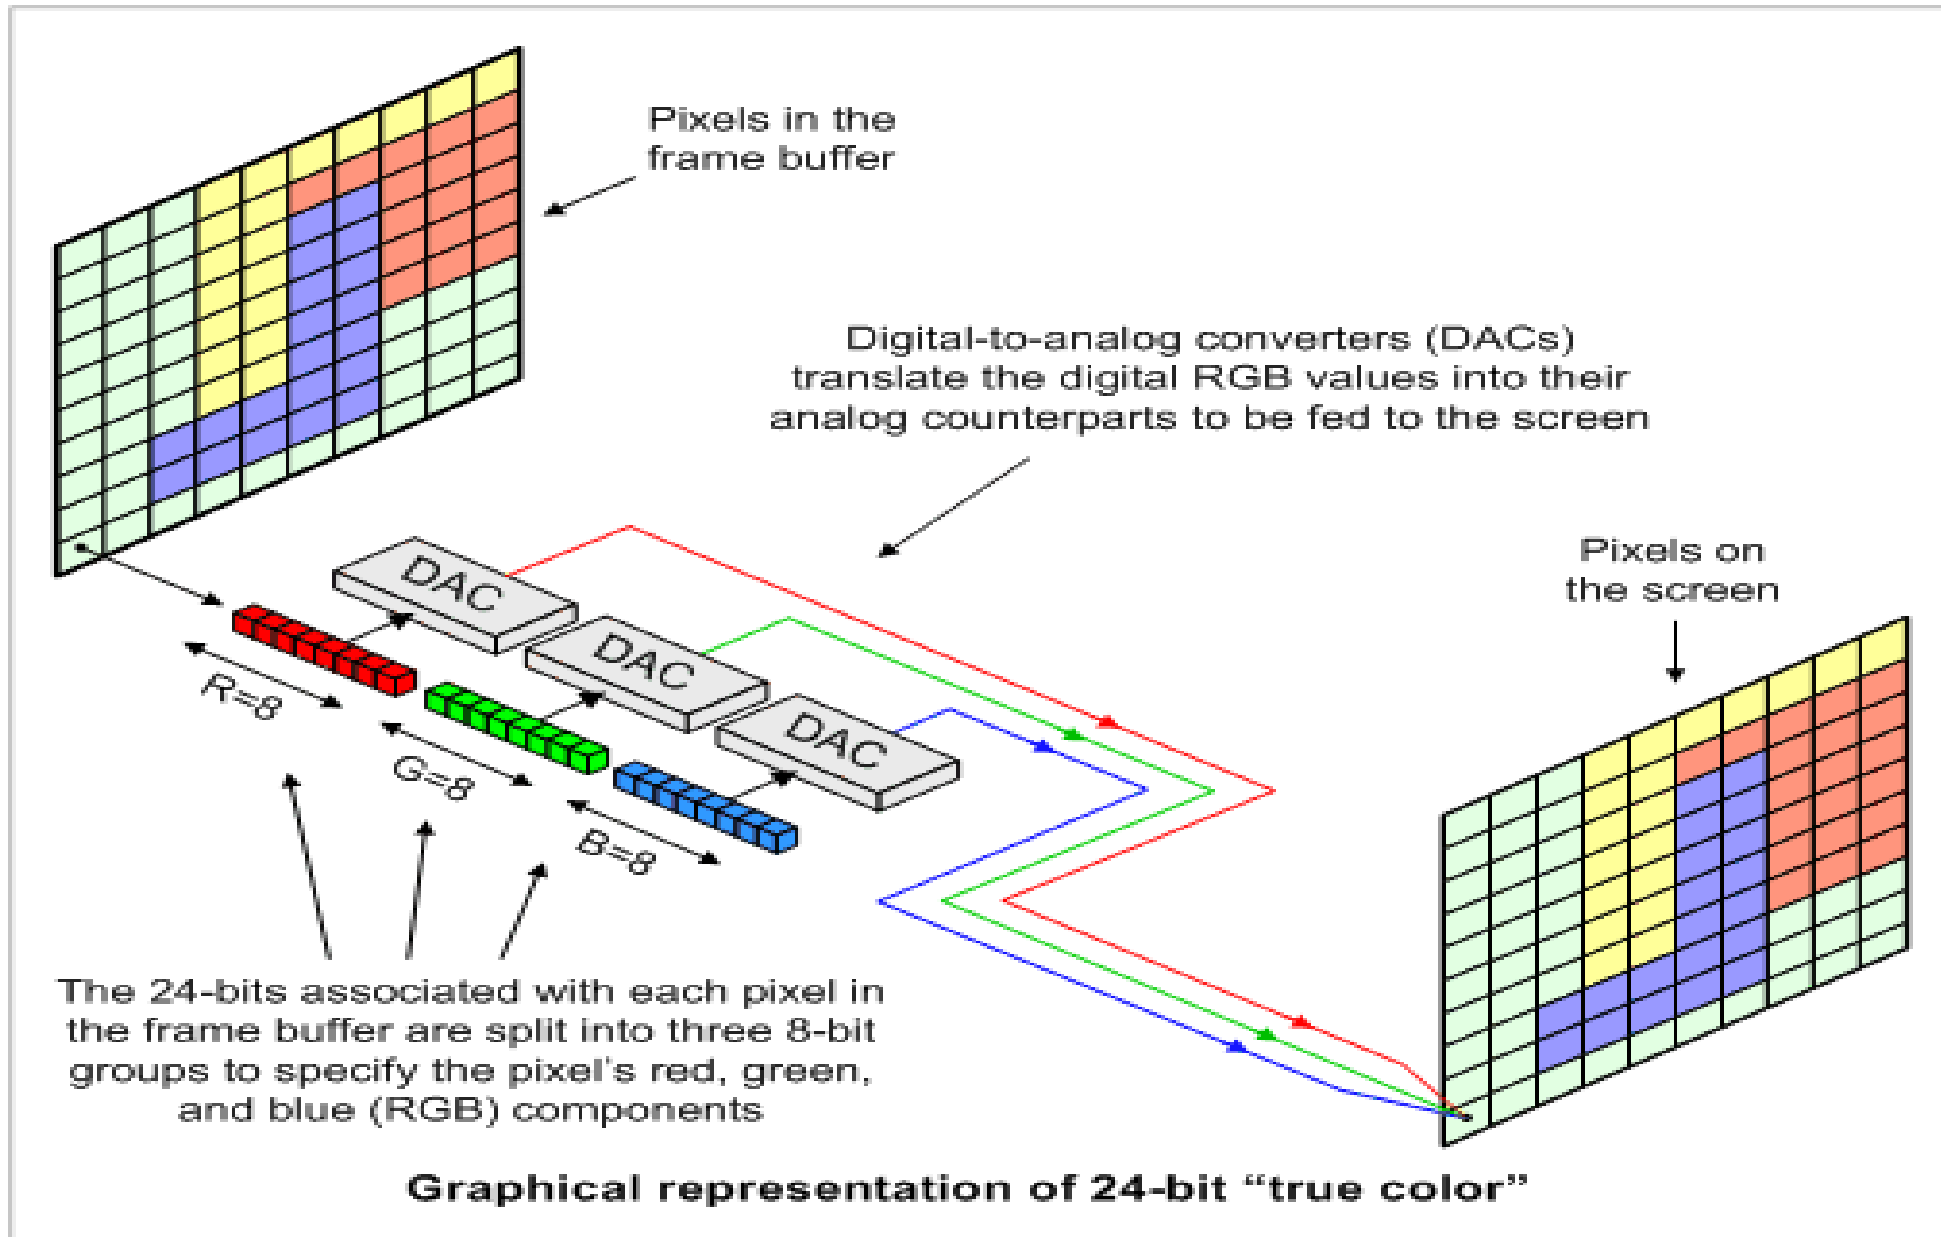 Pixels in the
frame buffer
Digital-to-analog converters (DACs)
translate the digital RGB values into their
analog counterparts to be fed to the screen
Pixels on
the screen
DAC
DAC
DAC
R=8
G=8
B=8
The 24-bits associated with each pixel in
the frame buffer are split into three 8-bit
groups to specify the pixel's red, green,
and blue (RGB) components
Graphical representation of 24-bit “true color”